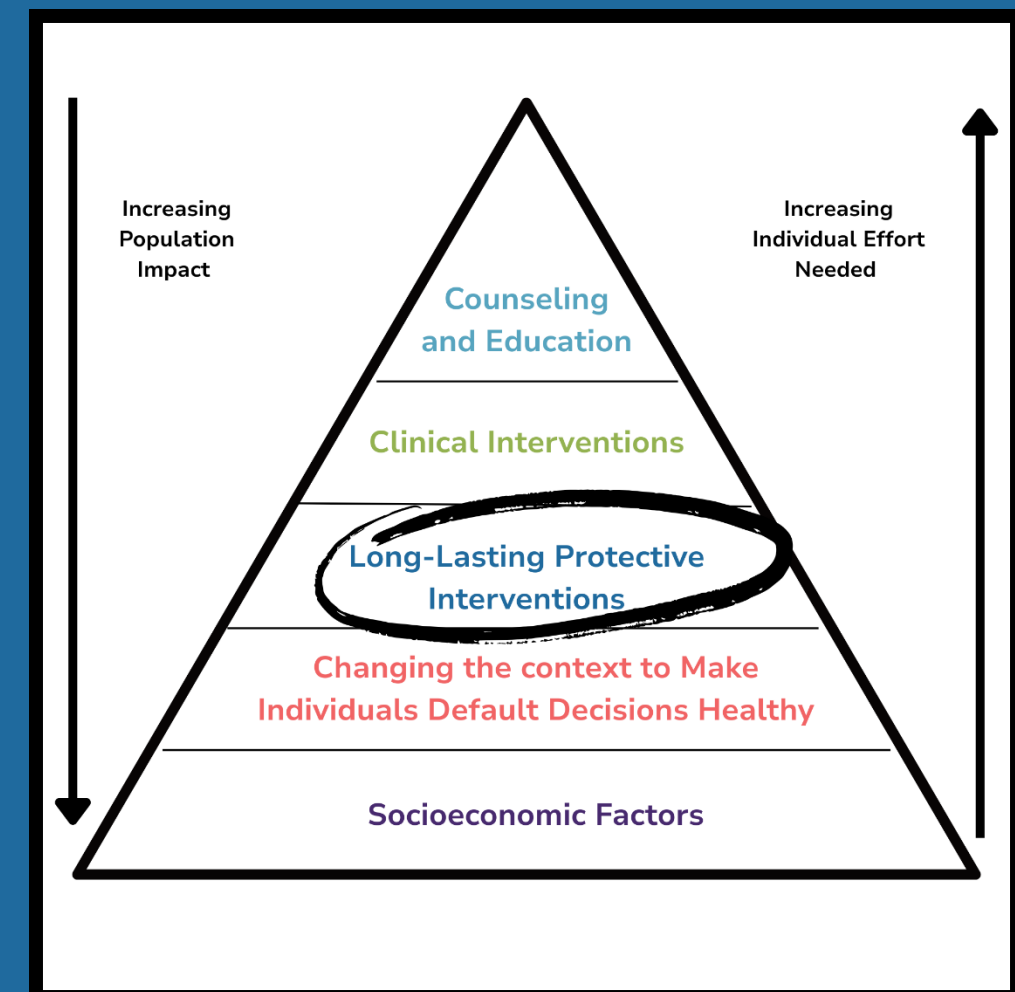 Increasing
Population
Impact
Increasing
Individual Effort
Needed
Counseling
and Education
Clinical Interventions
Long-Lasting Protective
Interventions
Changing the context to Make
Individuals Default Decisions Healthy
Socioeconomic Factors